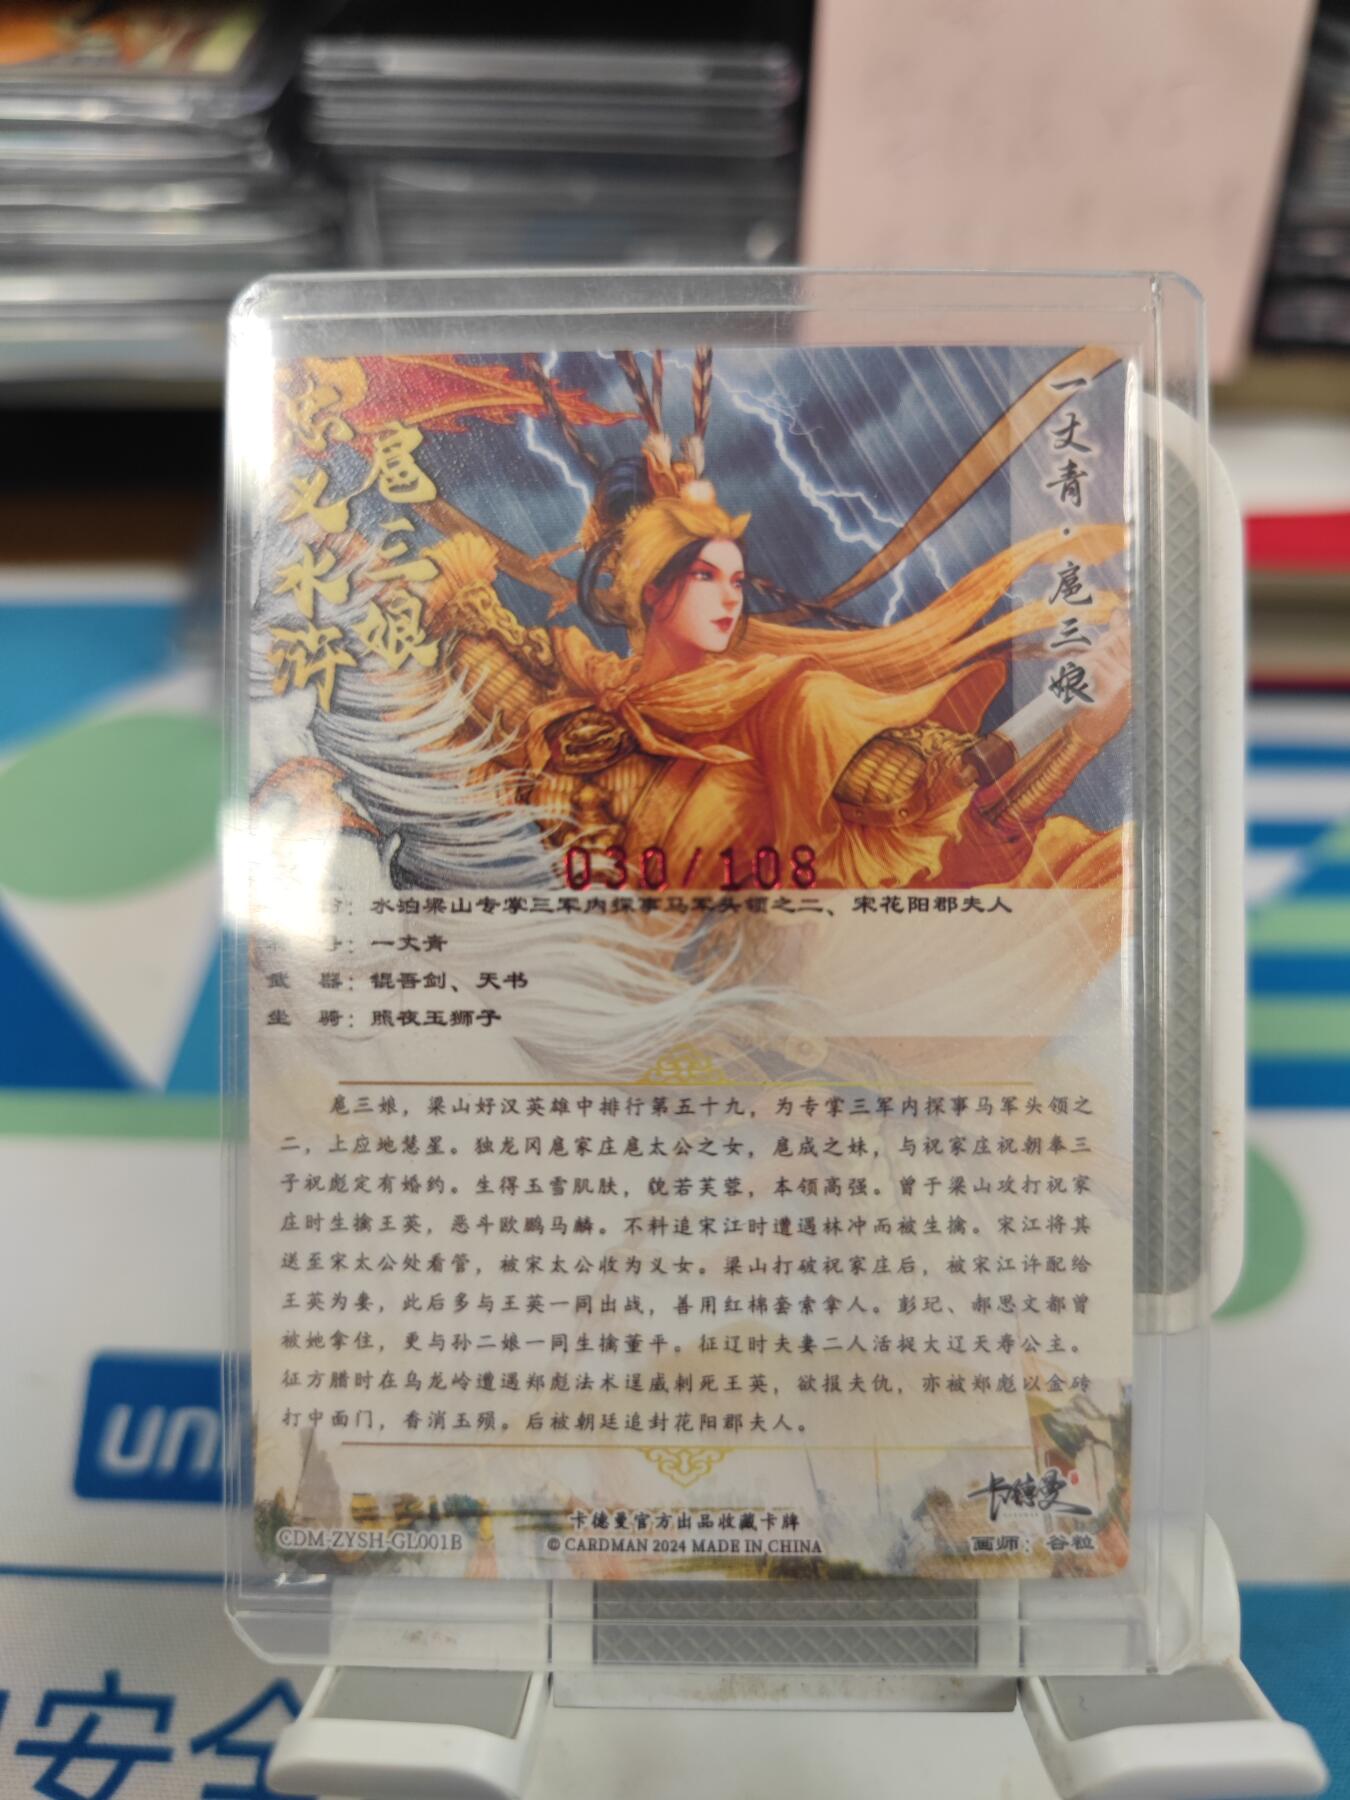 忠义水浒
扈三娘
一丈青·扈三娘
030/108
水泊梁山专掌三军内探事马军头领之二、宋花阳郡夫人
号：一丈青
武 器：锟吾剑、天书
坐 骑：照夜玉狮子
扈三娘，梁山好汉英雄中排行第五十九，为专掌三军内探事马军头领之
二，上应地慧星。独龙冈扈家庄扈太公之女，扈成之妹，与祝家庄祝朝奉三
子祝彪定有婚约。生得玉雪肌肤，貌若芙蓉，本领高强。曾于梁山攻打祝家
庄时生擒王英，恶斗欧鹏马麟。不料追宋江时遭遇林冲而被生擒。宋江将其
送至宋太公处看管，被宋太公收为义女。梁山打破祝家庄后，被宋江许配给
王英为妻，此后多与王英一同出战，善用红棉套索拿人。彭玘、郝思文都曾
被她拿住，更与孙二娘一同生擒董平。征辽时夫妻二人活捉大辽天寿公主。
征方腊时在乌龙岭遭遇郑彪法术逞威刺死王英，欲报夫仇，亦被郑彪以金砖
打中面门，香消玉殒。后被朝廷追封花阳郡夫人。
卡德曼
卡德曼官方出品收藏卡牌
CDM-ZYSH-GL001B
© CARDMAN 2024 MADE IN CHINA
画师：谷粒
un
安全